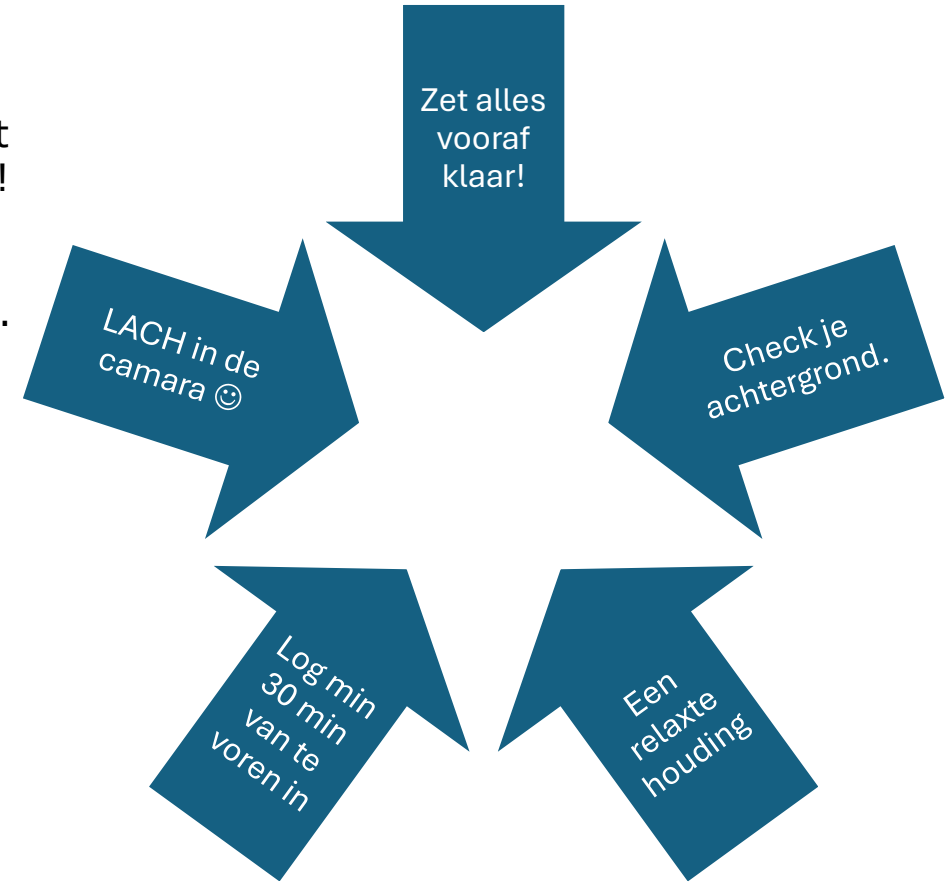 t
!
.
Zet alles
vooraf
klaar!
Check je
achtergrond.
Een
relaxte
houding
Log min
30 min
van te
voren in
LACH in de
camara ☺